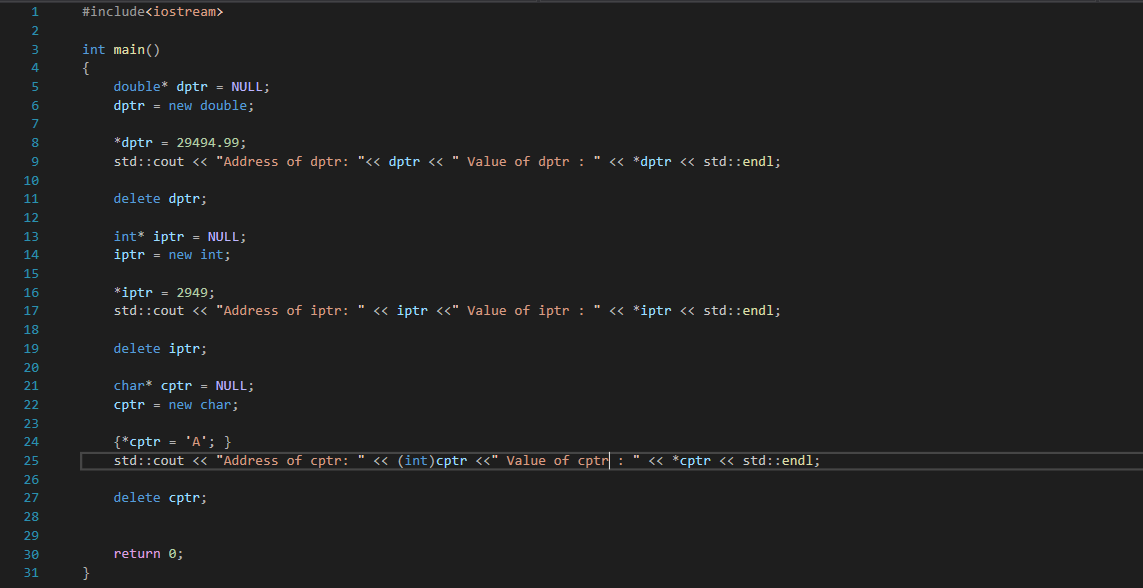 1 #include<iostream>
2
3 int main()
4 {
5 double* dptr = NULL;
6 dptr = new double;
7
8 *dptr = 29494.99;
9 std::cout << "Address of dptr: "<< dptr << " Value of dptr : " << *dptr << std::endl;
10
11 delete dptr;
12
13 int* iptr = NULL;
14 iptr = new int;
15
16 *iptr = 2949;
17 std::cout << "Address of iptr: " << iptr <<" Value of iptr : " << *iptr << std::endl;
18
19 delete iptr;
20
21 char* cptr = NULL;
22 cptr = new char;
23
24 {*cptr = 'A'; }
25 std::cout << "Address of cptr: " << (int)cptr <<" Value of cptr : " << *cptr << std::endl;
26
27 delete cptr;
28
29
30 return 0;
31 }